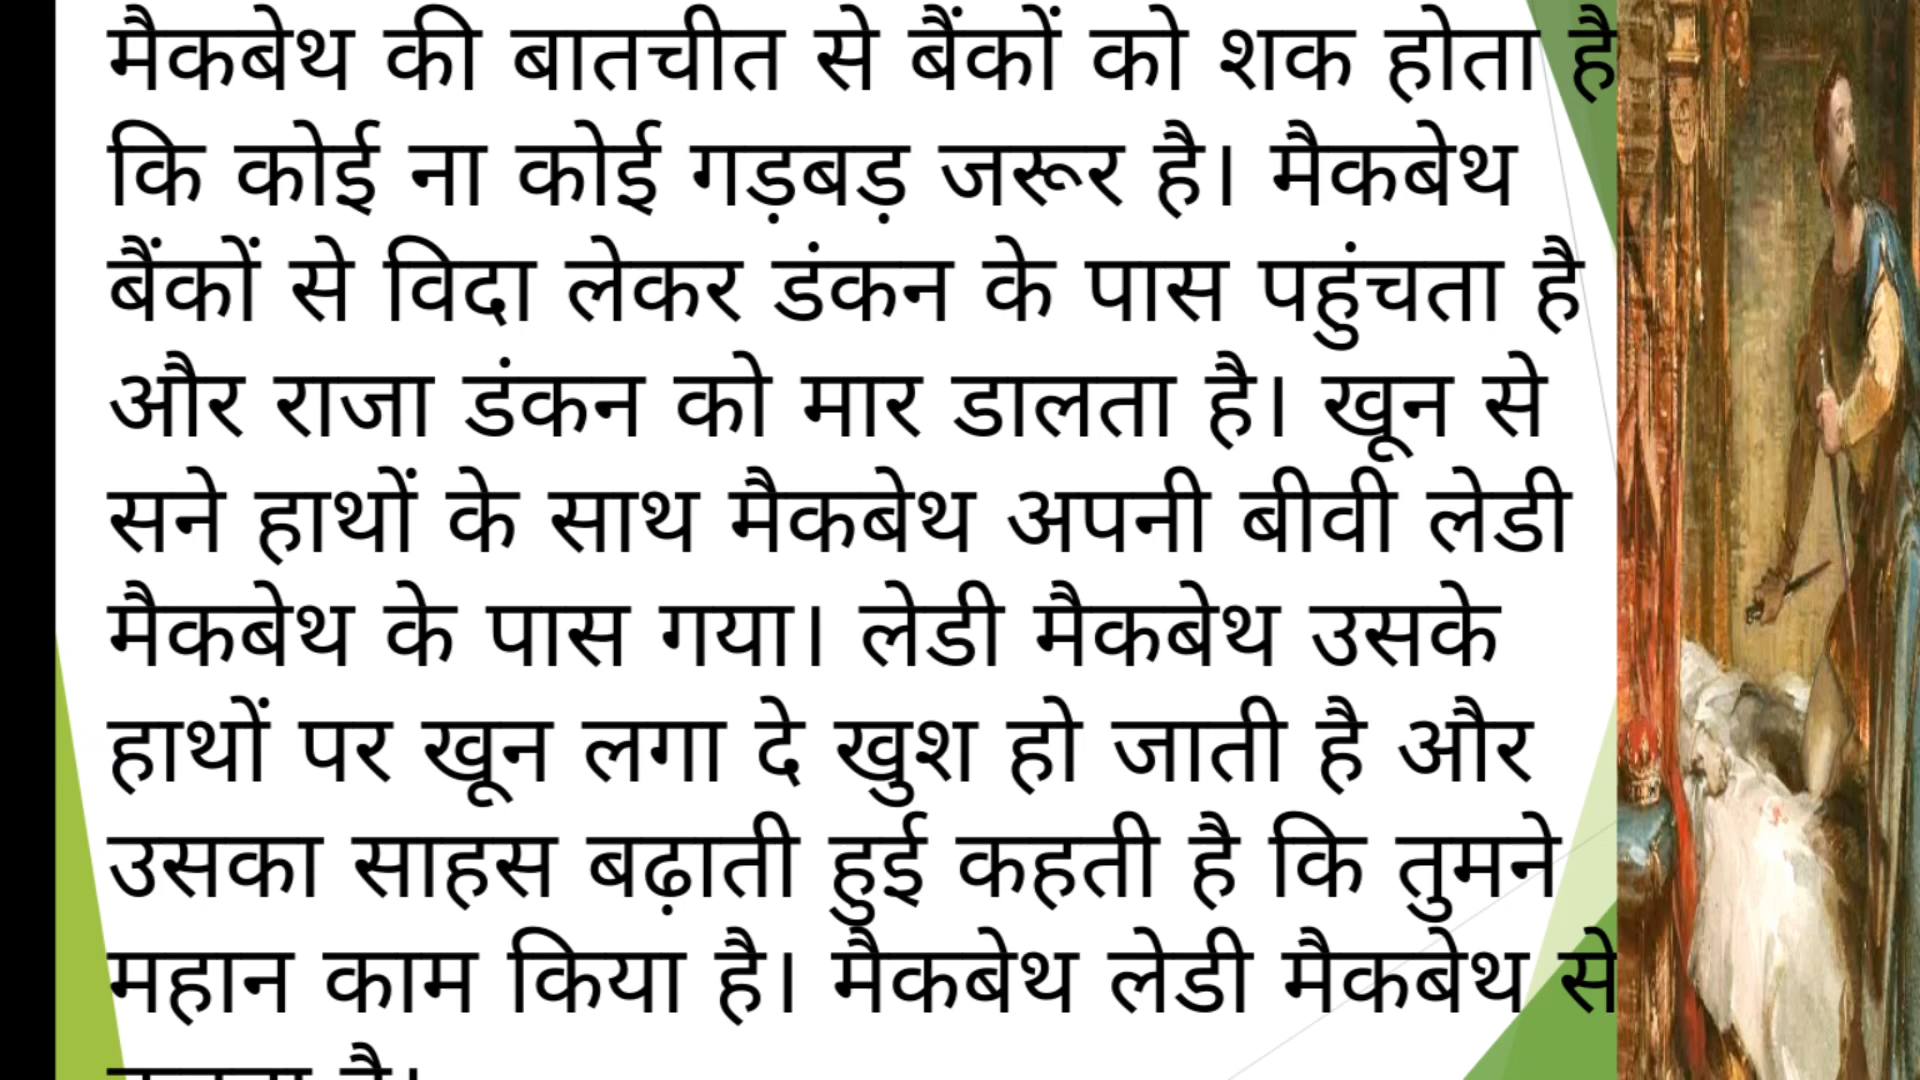 मैकबेथ की बातचीत से बैंकों को शक होता है
कि कोई ना कोई गड़बड़ जरूर है। मैकबेथ
बैंकों से विदा लेकर डंकन के पास पहुंचता है
और राजा डंकन को मार डालता है। खून से
सने हाथों के साथ मैकबेथ अपनी बीवी लेडी
मैकबेथ के पास गया। लेडी मैकबेथ उसके
हाथों पर खून लगा दे खुश हो जाती है और
उसका साहस बढ़ाती हुई कहती है कि तुमने
महान काम किया है। मैकबेथ लेडी मैकबेथ से
है।